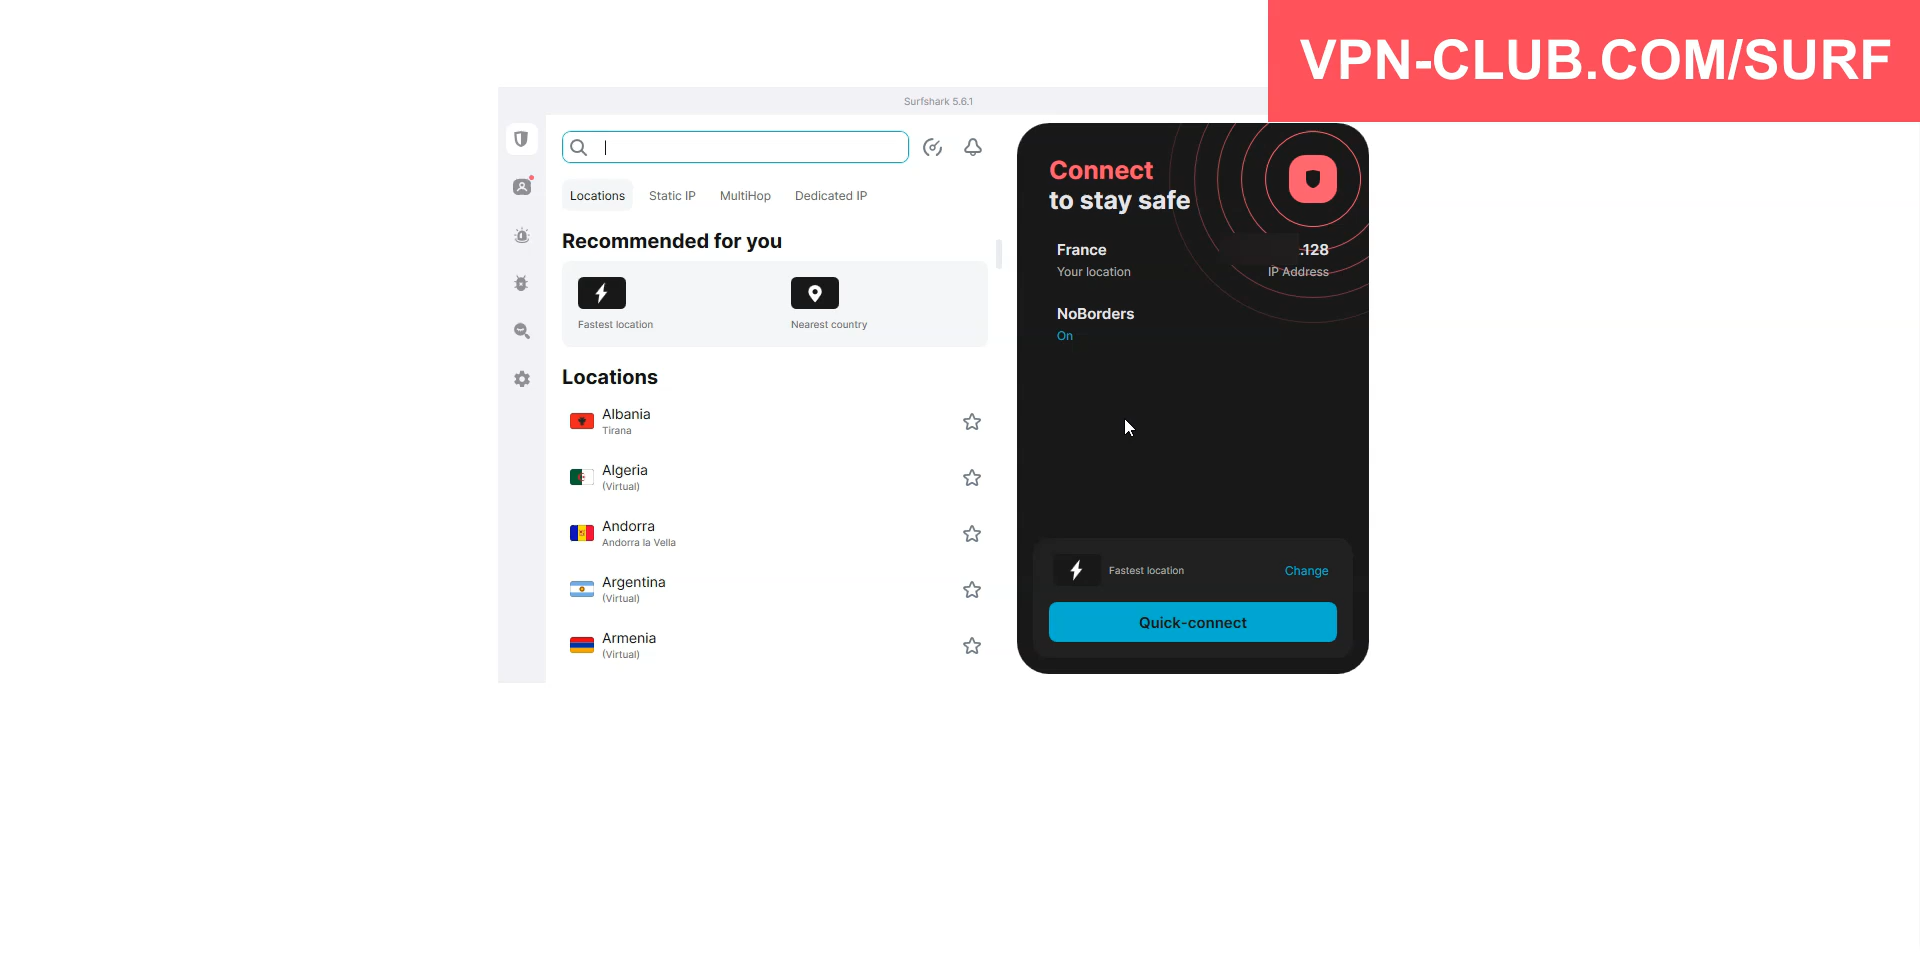 VPN-CLUB.COM/SURF
Surfshark 5.6.1
Locations Static IP MultiHop Dedicated IP
Recommended for you
Fastest location Nearest country
Locations
Albania
Tirana
Algeria
(Virtual)
Andorra
Andorra la Vella
Argentina
(Virtual)
Armenia
(Virtual)
Connect
to stay safe
France .128
Your location IP Address
NoBorders
On
Fastest location Change
Quick-connect